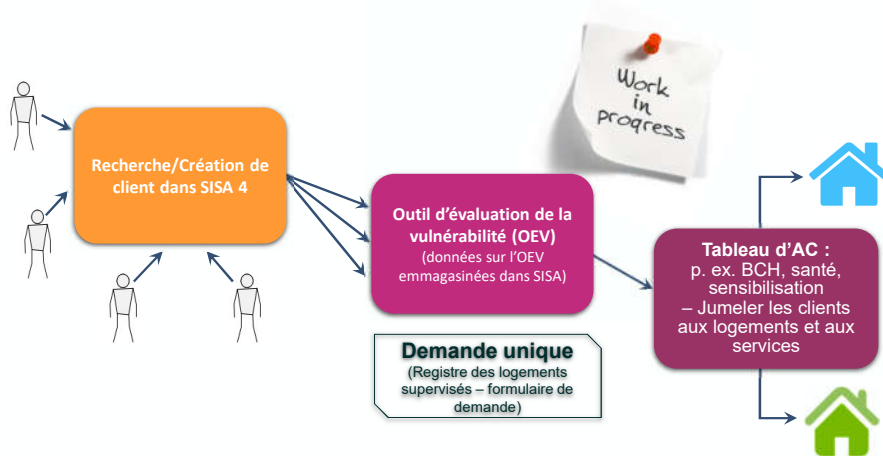 Work
in
progress
Recherche/Création de
client dans SISA 4
Outil d’évaluation de la
vulnérabilité (OEV)
(données sur l’OEV
emmagasinées dans SISA)
Demande unique
(Registre des logements
supervisés – formulaire de
demande)
Tableau d’AC :
p. ex. BCH, santé,
sensibilisation
– Jumeler les clients
aux logements et aux
services